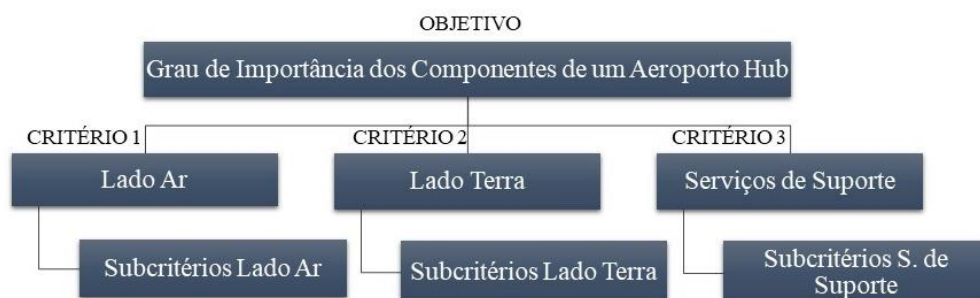 OBJETIVO
Grau de Importância dos Componentes de um Aeroporto Hub
CRITÉRIO 1
CRITÉRIO 2
CRITÉRIO 3
Lado Ar
Lado Terra
Serviços de Suporte
Subcritérios Lado Ar
Subcritérios Lado Terra
Subcritérios S. de
Suporte